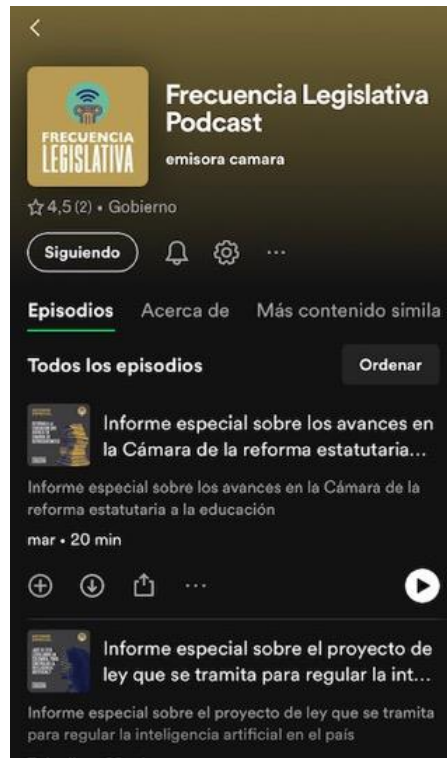 Frecuencia Legislativa
Podcast
FRECUENCIA
LEGISLATIVA
emisora camara
4,5 (2) • Gobierno
Siguiendo
Episodios Acerca de Más contenido simila
Todos los episodios Ordenar
Informe especial sobre los avances en
la Cámara de la reforma estatutaria...
Informe especial sobre los avances en la Cámara de la
reforma estatutaria a la educación
mar • 20 min
Informe especial sobre el proyecto de
ley que se tramita para regular la int...
Informe especial sobre el proyecto de ley que se tramita
para regular la inteligencia artificial en el país